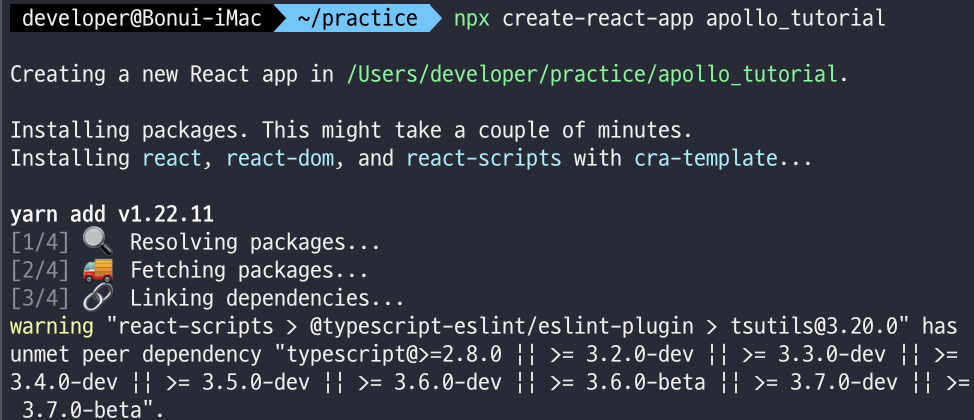 developer@Bonui-iMac ~/practice npx create-react-app apollo_tutorial
Creating a new React app in /Users/developer/practice/apollo_tutorial.
Installing packages. This might take a couple of minutes.
Installing react, react-dom, and react-scripts with cra-template...
yarn add v1.22.11
[1/4] 🔍 Resolving packages...
[2/4] 🚚 Fetching packages...
[3/4] 🔗 Linking dependencies...
warning "react-scripts > @typescript-eslint/eslint-plugin > tsutils@3.20.0" has
unmet peer dependency "typescript@>=2.8.0 || >= 3.2.0-dev || >= 3.3.0-dev || >=
3.4.0-dev || >= 3.5.0-dev || >= 3.6.0-dev || >= 3.6.0-beta || >= 3.7.0-dev || >=
3.7.0-beta".